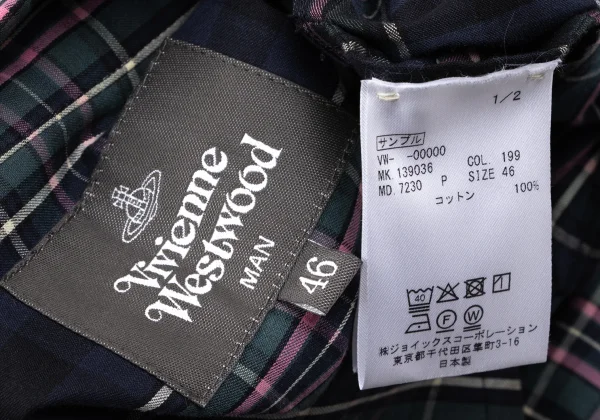 Vivienne
Westwood
MAN
46
1/2
サンプル
VW- -00000
MK. 139036 COL. 199
MD. 7230 P SIZE 46
コットン 100%
40
F W
㈱ジョイックスコーポレーション
東京都千代田区隼町3-16
日本製